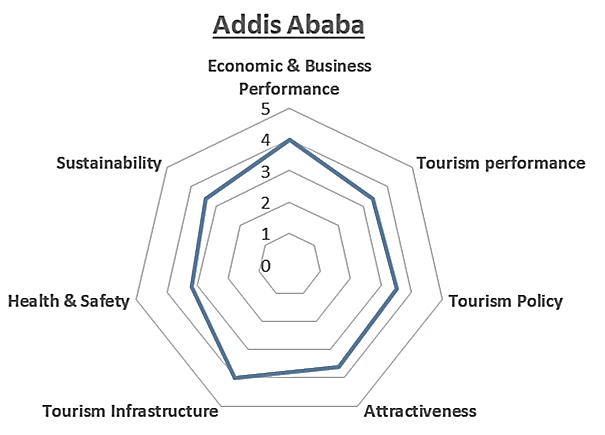 Addis Ababa
Economic & Business
Performance
5
4
3
2
1
0
Sustainability
Tourism performance
Health & Safety
Tourism Policy
Tourism Infrastructure
Attractiveness